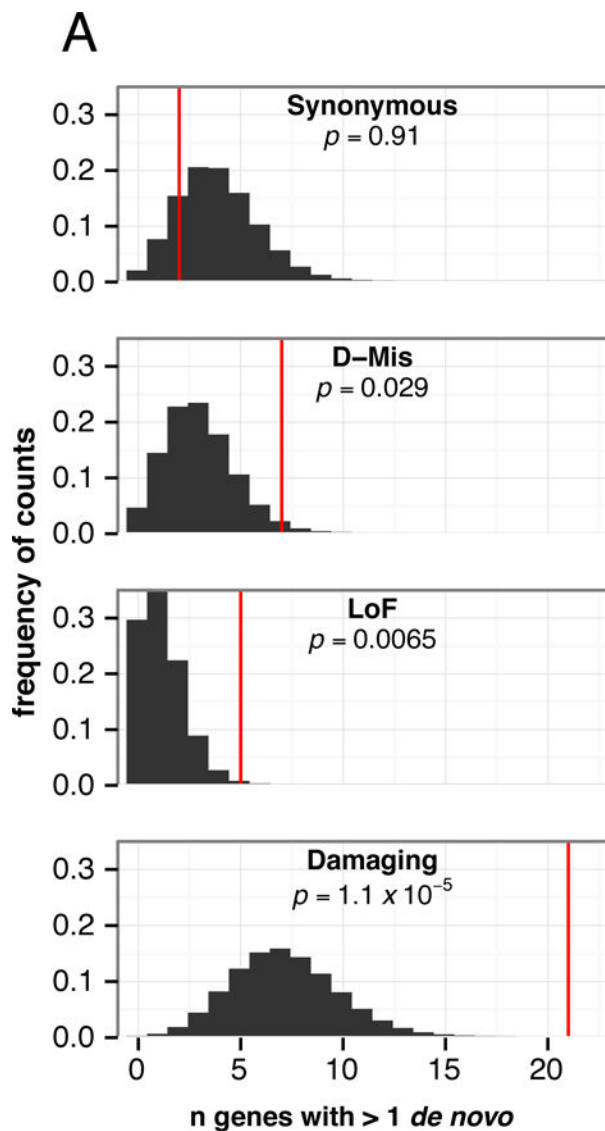 A
frequency of counts
0.3
0.2
0.1
0.0
Synonymous
p = 0.91
0.3
0.2
0.1
0.0
D–Mis
p = 0.029
0.3
0.2
0.1
0.0
LoF
p = 0.0065
0.3
0.2
0.1
0.0
Damaging
p = 1.1 x 10⁻⁵
0 5 10 15 20
n genes with > 1 de novo